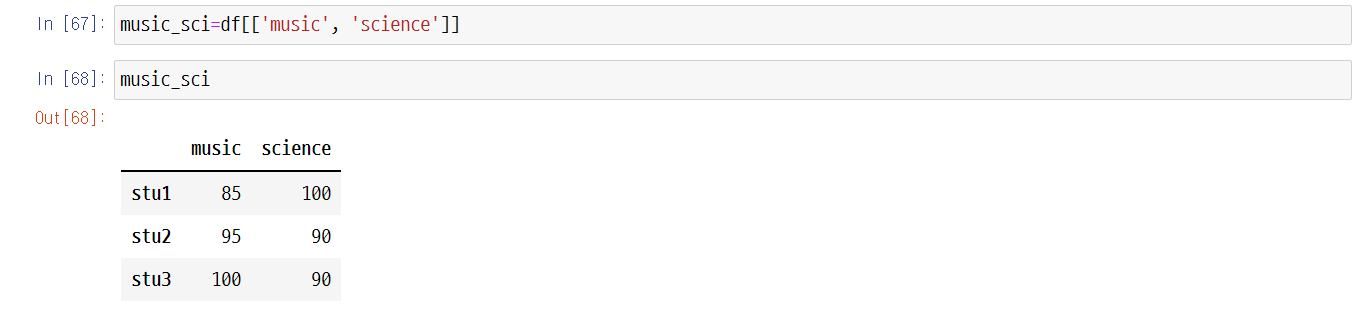 In [67]: music_sci=df[['music', 'science']]
In [68]: music_sci
Out[68]:
music science
stu1 85 100
stu2 95 90
stu3 100 90